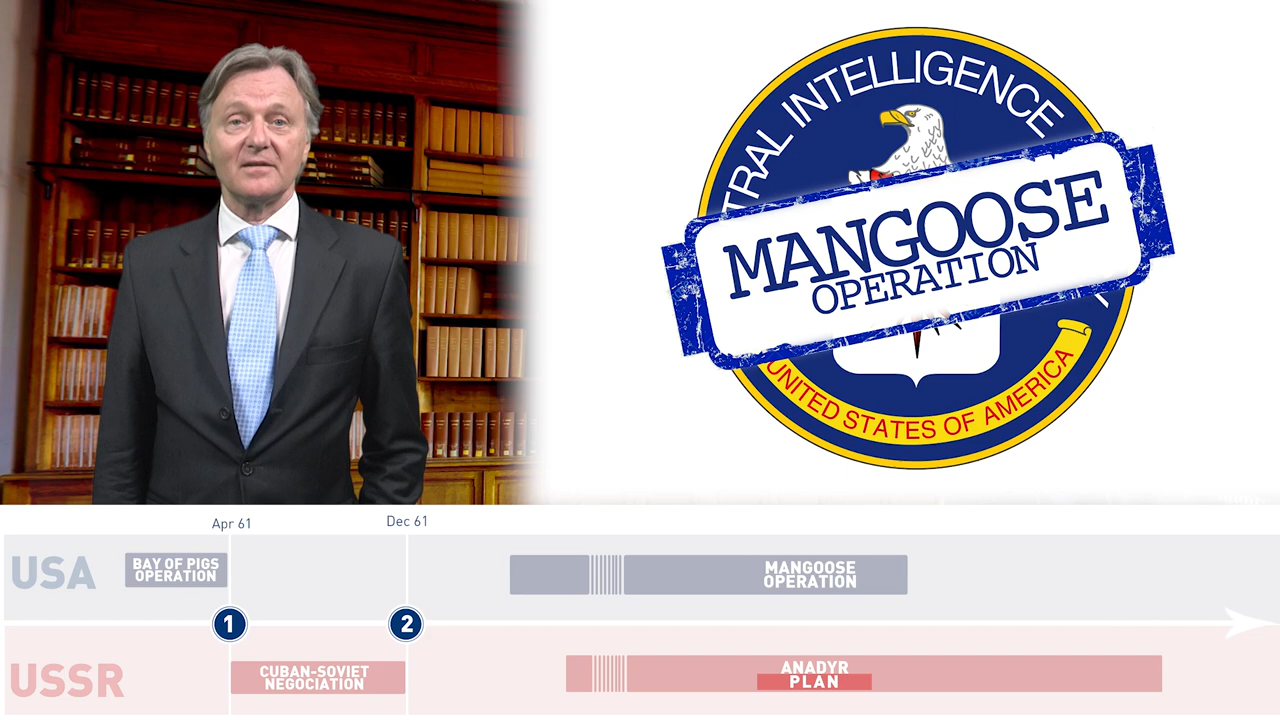 TRAL INTELLIGENCE
MANGOOSE
OPERATION
UNITED STATES OF AMERICA
Apr 61
Dec 61
USA
BAY OF PIGS
OPERATION
MANGOOSE
OPERATION
1
2
USSR
CUBAN-SOVIET
NEGOCIATION
ANADYR
PLAN